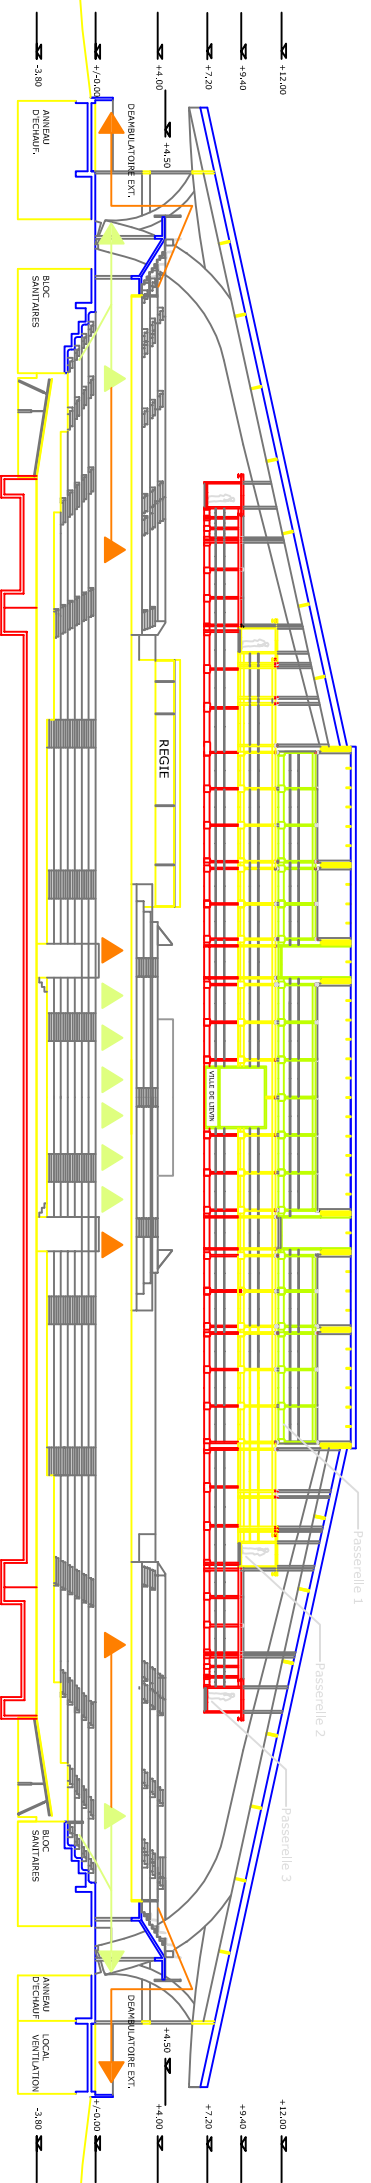 -3.80
+/-0.00
+4.00
+4.50
+7.20
+9.40
+12.00
ANNEAU
D'ECHAUF.
DEAMBULATOIRE EXT.
BLOC
SANITAIRES
REGIE
VILLE DE LIEVIN
Passerelle 1
Passerelle 2
Passerelle 3
BLOC
SANITAIRES
ANNEAU
D'ECHAUF
LOCAL
VENTILATION
DEAMBULATOIRE EXT.
-3.80
+/-0.00
+4.00
+4.50
+7.20
+9.40
+12.00